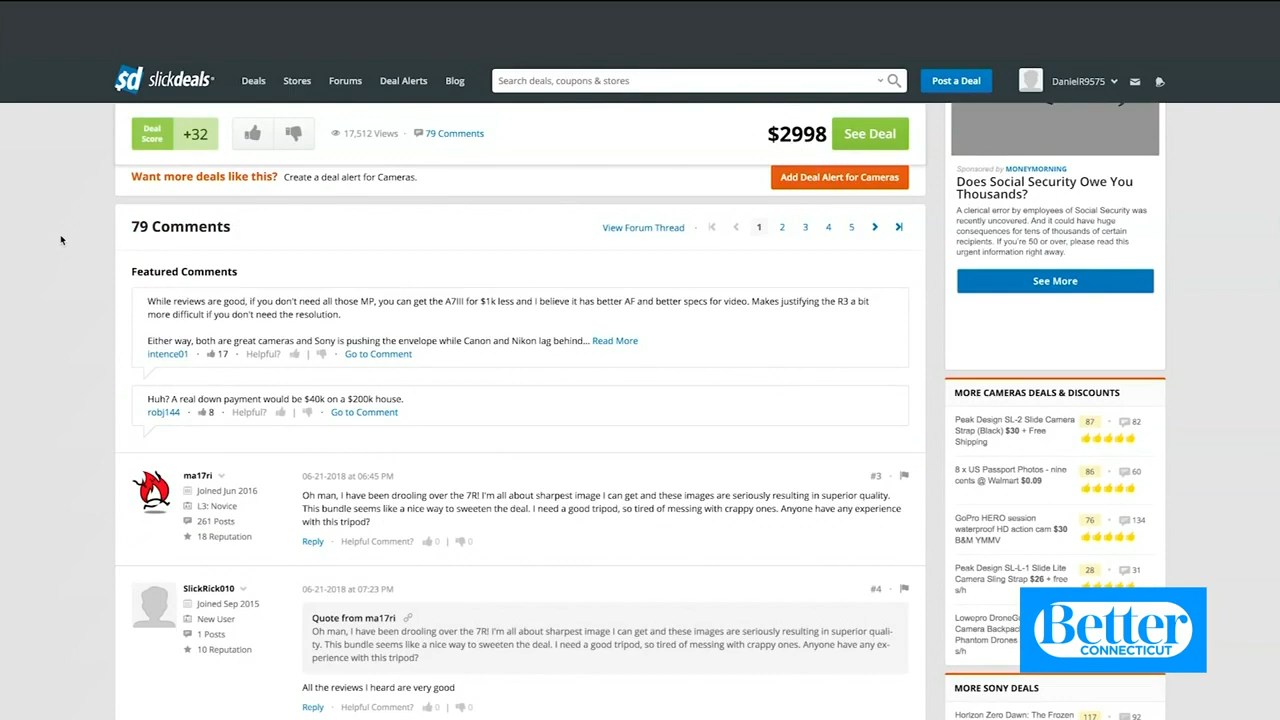 slickdeals
Deals
Stores
Forums
Deal Alerts
Blog
Search deals, coupons & stores
Post a Deal
DanielR9575
Deal
Score
+32
17,512 Views
79 Comments
$2998
See Deal
Want more deals like this? Create a deal alert for Cameras.
Add Deal Alert for Cameras
79 Comments
View Forum Thread
1
2
3
4
5
Featured Comments
While reviews are good, if you don't need all those MP, you can get the A7III for $1k less and I believe it has better AF and better specs for video. Makes justifying the R3 a bit
more difficult if you don't need the resolution.
Either way, both are great cameras and Sony is pushing the envelope while Canon and Nikon lag behind... Read More
intence01 · 17 · Helpful? | · Go to Comment
Huh? A real down payment would be $40k on a $200k house.
robj144 · 8 · Helpful? | · Go to Comment
ma17ri
Joined Jun 2016
L3: Novice
261 Posts
18 Reputation
06-21-2018 at 06:45 PM
#3
Oh man, I have been drooling over the 7R! I'm all about sharpest image I can get and these images are seriously resulting in superior quality.
This bundle seems like a nice way to sweeten the deal. I need a good tripod, so tired of messing with crappy ones. Anyone have any experience
with this tripod?
Reply Helpful Comment? 0 | 0
SlickRick010
Joined Sep 2015
New User
1 Posts
10 Reputation
06-21-2018 at 07:23 PM
#4
Quote from ma17ri
Oh man, I have been drooling over the 7R! I'm all about sharpest image I can get and these images are seriously resulting in superior quali-
ty. This bundle seems like a nice way to sweeten the deal. I need a good tripod, so tired of messing with crappy ones. Anyone have any ex-
perience with this tripod?
All the reviews I heard are very good
Reply Helpful Comment? 0 | 0
Sponsored by MONEYMORNING
Does Social Security Owe You
Thousands?
A clencal error by employees of Social Security was
recently uncovered. And it could have huge
consequences for tens of thousands of certain
recipients. If you're 50 or over, please read this
urgent information right away.
See More
MORE CAMERAS DEALS & DISCOUNTS
Peak Design SL-2 Slide Camera
Strap (Black) $30 + Free
Shipping
87 · 82
8 x US Passport Photos - nine
cents @ Walmart $0.09
86 · 60
GoPro HERO session
waterproof HD action cam $30
B&M YMMV
76 · 134
Peak Design SL-L-1 Slide Lite
Camera Sling Strap $26 + free
s/h
28 · 31
Lowepro DroneG
Camera Backpac
Phantom Drones
s/h
MORE SONY DEALS
Horizon Zero Dawn: The Frozen
117 · 92
Better
CONNECTICUT